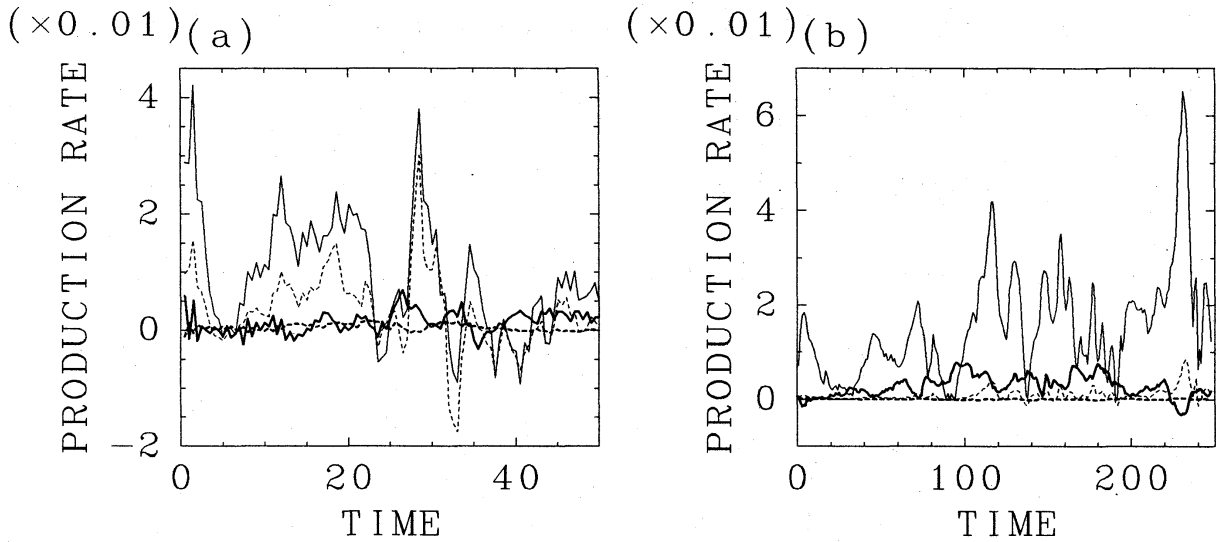 (×0.01)(a)
PRODUCTION RATE
4
2
0
−2
0 20 40
TIME
(×0.01)(b)
PRODUCTION RATE
6
4
2
0
0 100 200
TIME